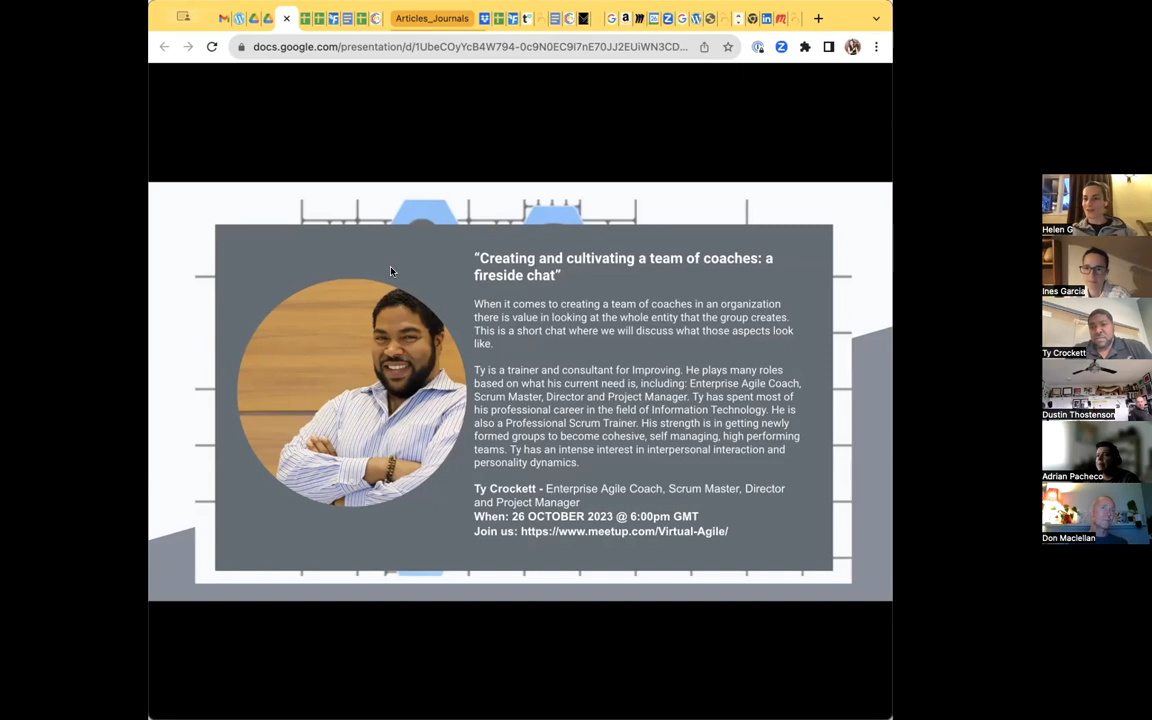 Articles_Journals
docs.google.com/presentation/d/1UbeCOyYcB4W794-0c9N0EC9I7nE70JJ2EUiWN3CD...
"Creating and cultivating a team of coaches: a
fireside chat"
When it comes to creating a team of coaches in an organization
there is value in looking at the whole entity that the group creates.
This is a short chat where we will discuss what those aspects look
like.
Ty is a trainer and consultant for Improving. He plays many roles
based on what his current need is, including: Enterprise Agile Coach,
Scrum Master, Director and Project Manager. Ty has spent most of
his professional career in the field of Information Technology. He is
also a Professional Scrum Trainer. His strength is in getting newly
formed groups to become cohesive, self managing, high performing
teams. Ty has an intense interest in interpersonal interaction and
personality dynamics.
Ty Crockett - Enterprise Agile Coach, Scrum Master, Director
and Project Manager
When: 26 OCTOBER 2023 @ 6:00pm GMT
Join us: https://www.meetup.com/Virtual-Agile/
Helen G
Ines Garcia
Ty Crockett
Dustin Thostenson
Adrian Pacheco
Don Maclellan